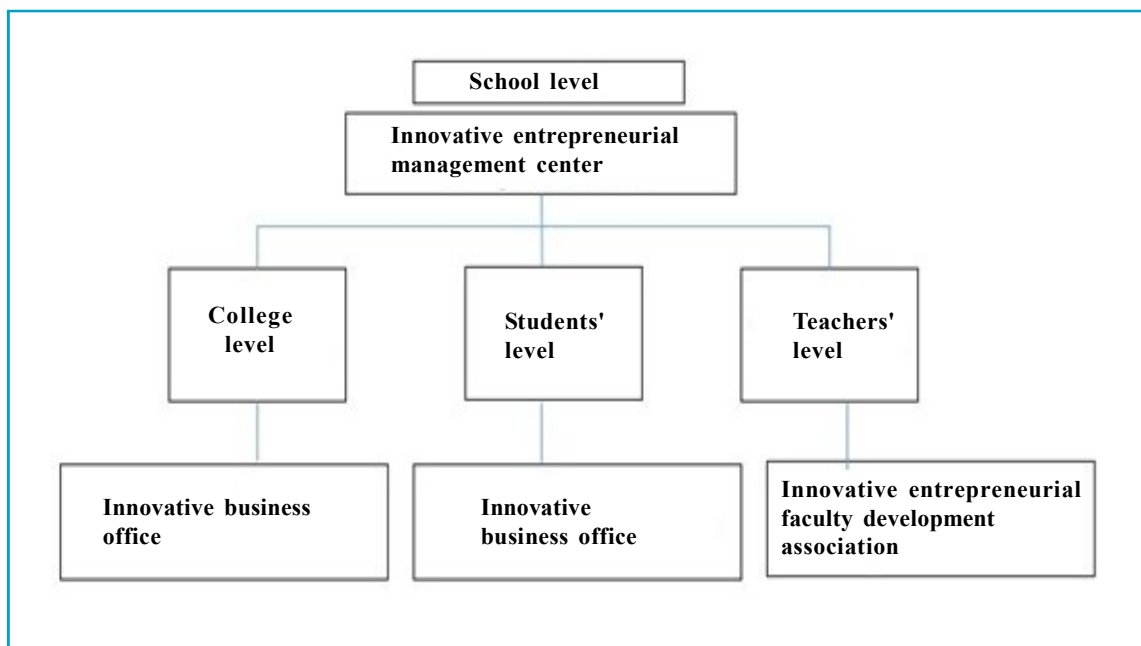 School level
Innovative entrepreneurial
management center
College
level
Students'
level
Teachers'
level
Innovative business
office
Innovative
business office
Innovative entrepreneurial
faculty development
association